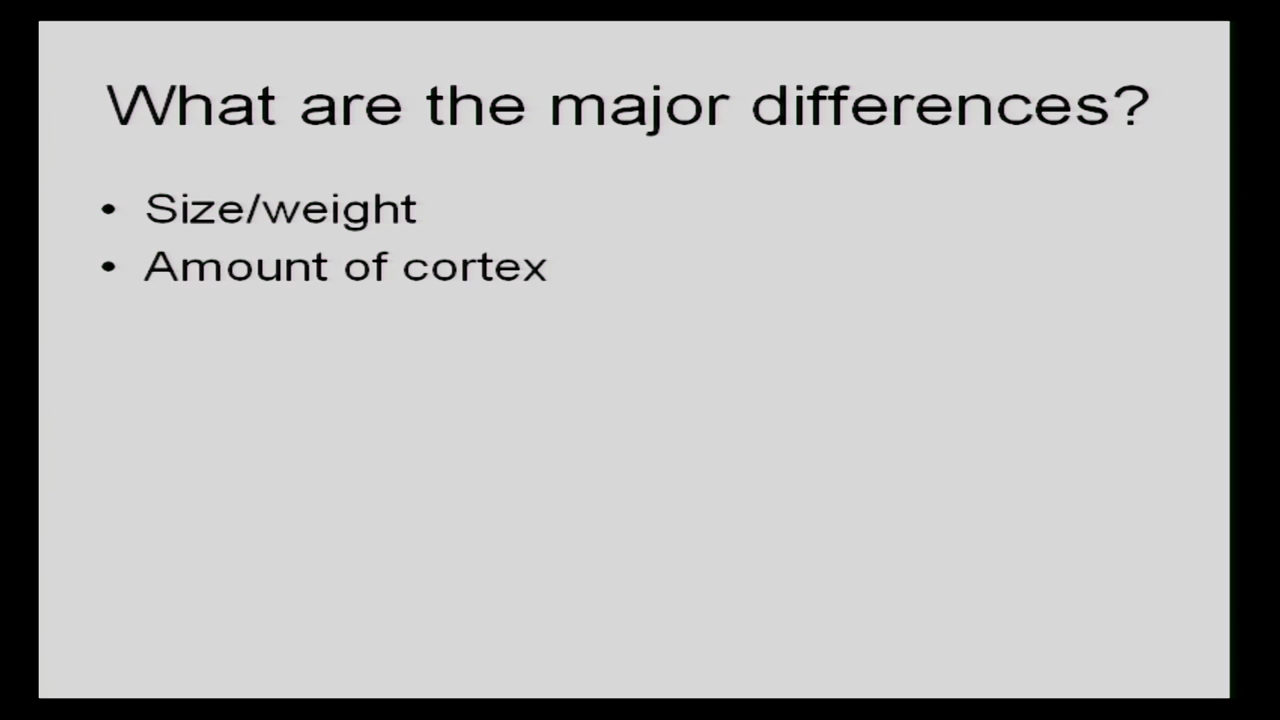 What are the major differences?
• Size/weight
• Amount of cortex